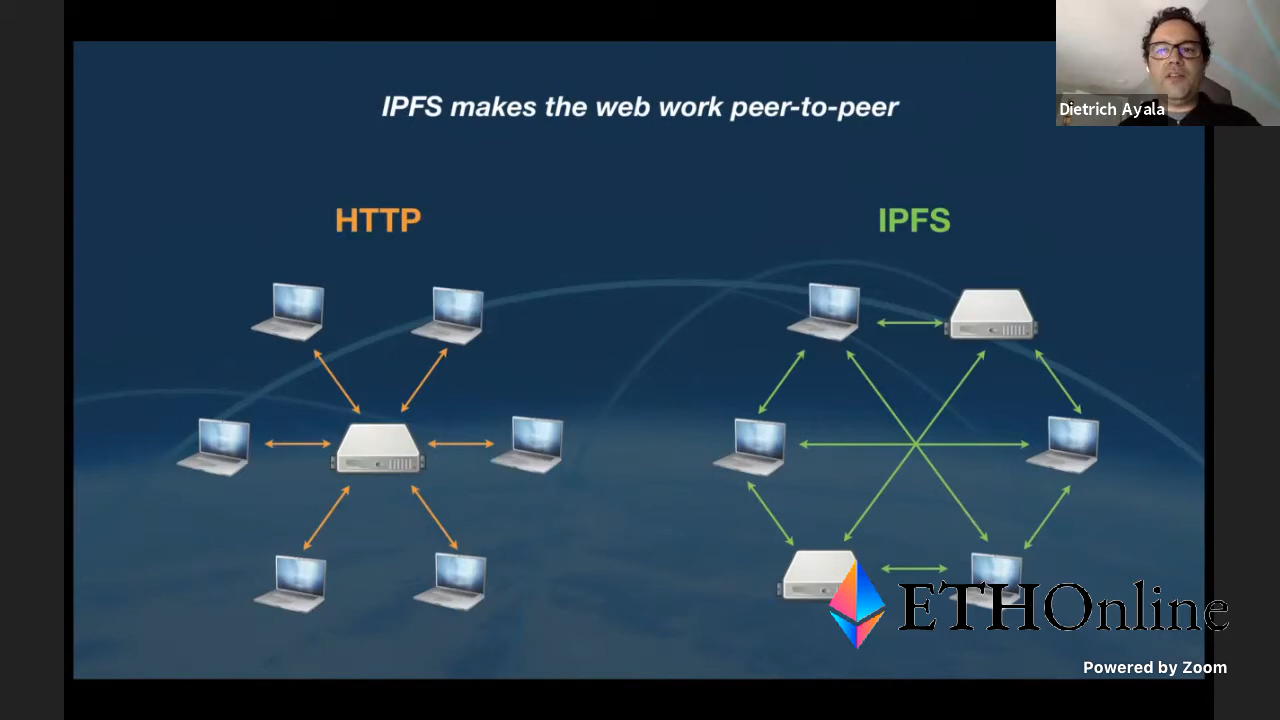 IPFS makes the web work peer-to-peer
Dietrich Ayala
HTTP
IPFS
ETHOnline
Powered by Zoom